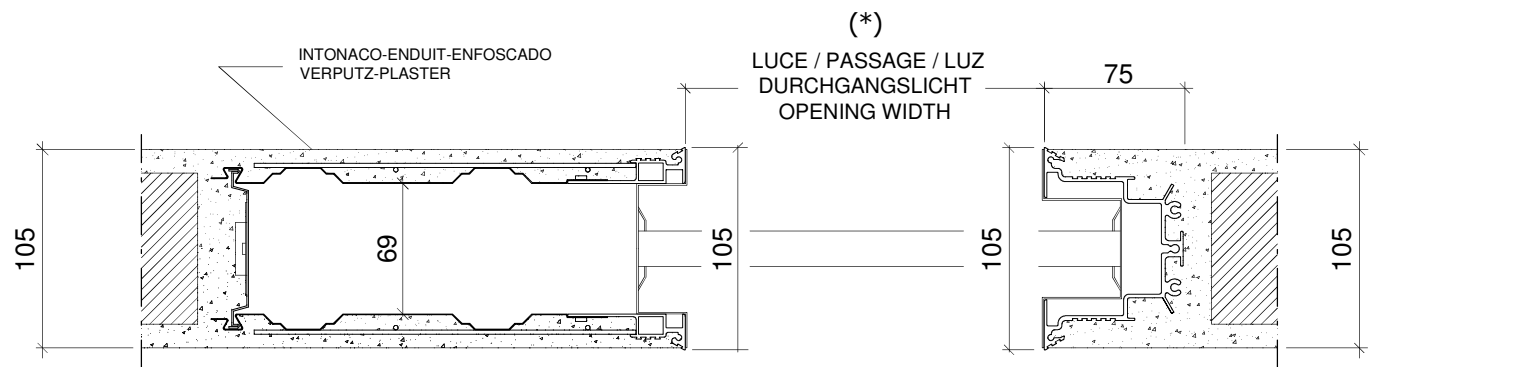 (*)
INTONACO-ENDUIT-ENFOSCADO
VERPUTZ-PLASTER
LUCE / PASSAGE / LUZ
DURCHGANGSLICHT
OPENING WIDTH
75
105
69
105
105
105